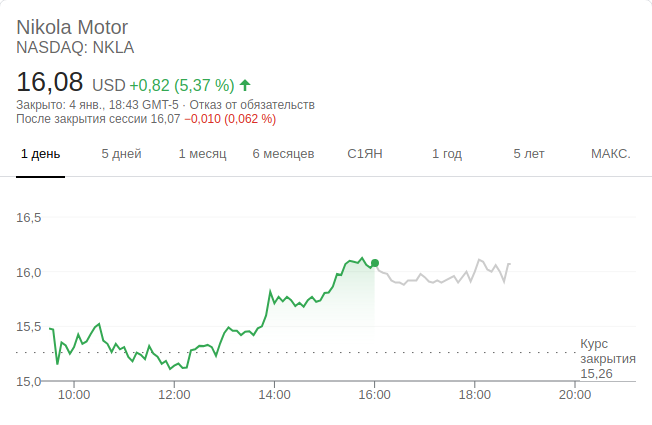 Nikola Motor
NASDAQ: NKLA
16,08 USD +0,82 (5,37 %)
Закрыто: 4 янв., 18:43 GMT-5 · Отказ от обязательств
После закрытия сессии 16,07 −0,010 (0,062 %)
1 день 5 дней 1 месяц 6 месяцев С1ЯН 1 год 5 лет МАКС.
16,5
16,0
15,5
Курс
закрытия
15,26
15,0
10:00 12:00 14:00 16:00 18:00 20:00